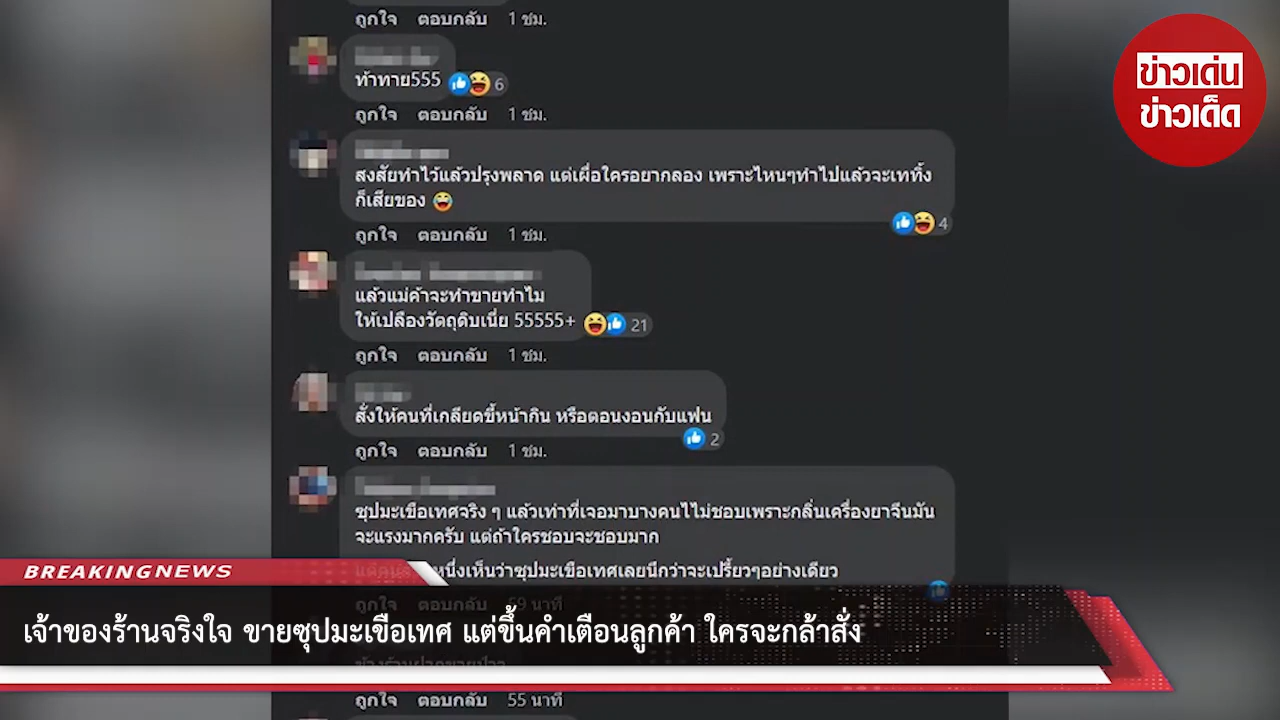 ถูกใจ ตอบกลับ 1 ชม.
ข่าวเด่น
ข่าวเด็ด
ท้าทาย555
6
ถูกใจ ตอบกลับ 1 ชม.
สงสัยทำไว้แล้วปรุงพลาด แต่เผื่อใครอยากลอง เพราะไหนๆทำไปแล้วจะเททิ้ง
ก็เสียของ 😂
4
ถูกใจ ตอบกลับ 1 ชม.
แล้วแม่ค้าจะทำขายทำไม
ให้เปลืองวัตถุดิบเนี่ย 55555+
21
ถูกใจ ตอบกลับ 1 ชม.
สั่งให้คนที่เกลียดขี้หน้ากิน หรือตอนงอนกับแฟน
2
ถูกใจ ตอบกลับ 1 ชม.
ซุปมะเขือเทศจริง ๆ แล้วเท่าที่เจอมาบางคนไไม่ชอบเพราะกลิ่นเครื่องยาจีนมัน
จะแรงมากครับ แต่ถ้าใครชอบจะชอบมาก
หนึ่งเห็นว่าซุปมะเขือเทศเลยนึกว่าจะเปรี้ยวๆอย่างเดียว
BREAKING NEWS
ถูกใจ ตอบกลับ 59 นาที
เจ้าของร้านจริงใจ ขายซุปมะเขือเทศ แต่ขึ้นคำเตือนลูกค้า ใครจะกล้าสั่ง
ถูกใจ ตอบกลับ 55 นาที